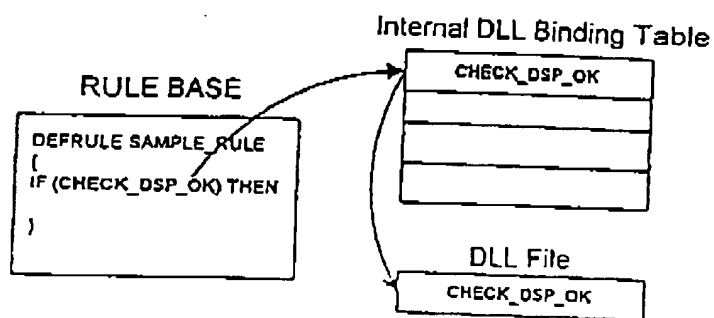 Internal DLL Binding Table
CHECK_DSP_OK
RULE BASE
DEFRULE SAMPLE_RULE
{
IF (CHECK_DSP_OK) THEN
}
DLL File
CHECK_DSP_OK